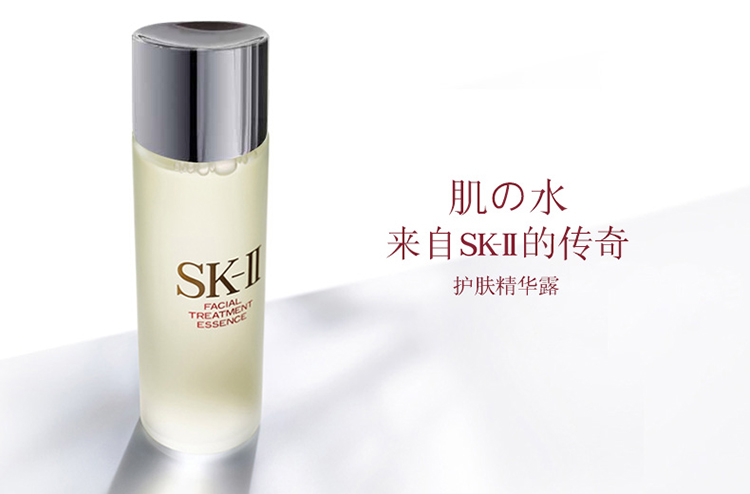 SK-II
FACIAL
TREATMENT
ESSENCE
肌の水
来自SK-II的传奇
护肤精华露